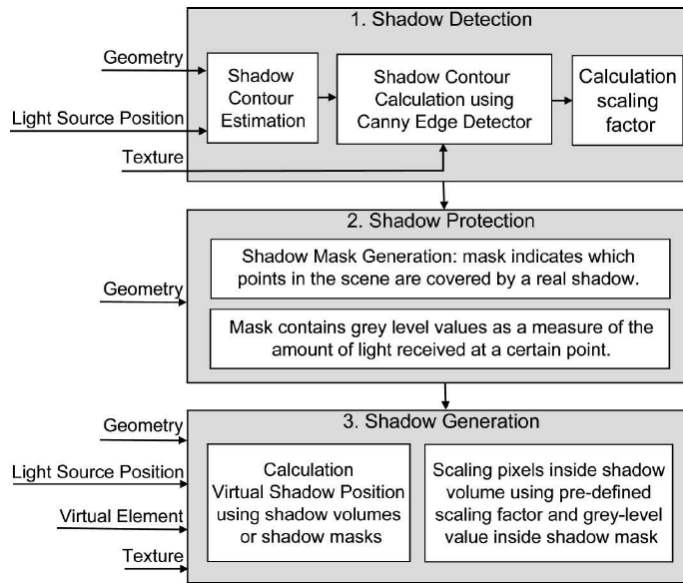 1. Shadow Detection
Geometry
Light Source Position
Texture
Shadow
Contour
Estimation
Shadow Contour
Calculation using
Canny Edge Detector
Calculation
scaling
factor
2. Shadow Protection
Geometry
Shadow Mask Generation: mask indicates which
points in the scene are covered by a real shadow.
Mask contains grey level values as a measure of the
amount of light received at a certain point.
3. Shadow Generation
Geometry
Light Source Position
Virtual Element
Texture
Calculation
Virtual Shadow Position
using shadow volumes
or shadow masks
Scaling pixels inside shadow
volume using pre-defined
scaling factor and grey-level
value inside shadow mask